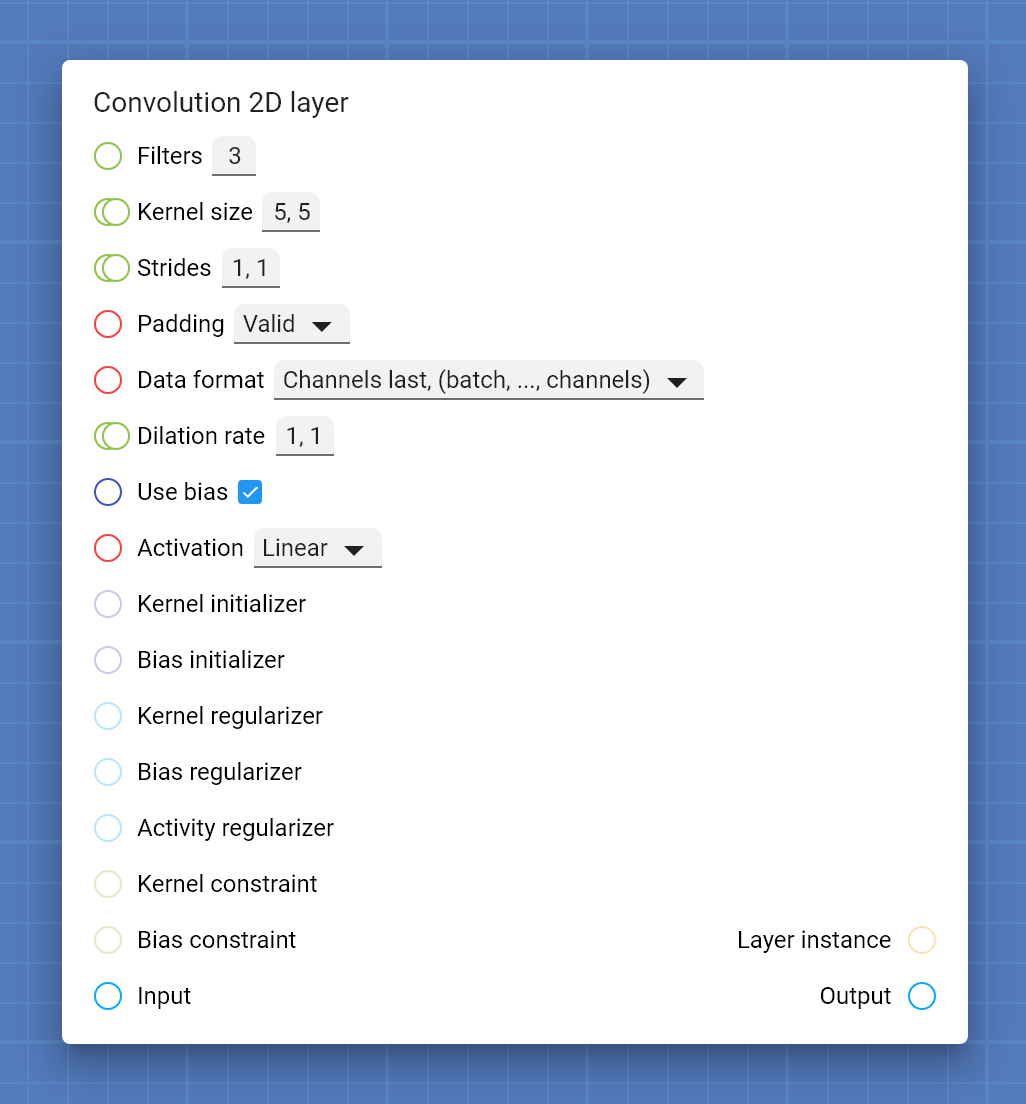 Convolution 2D layer
Filters 3
Kernel size 5, 5
Strides 1, 1
Padding Valid
Data format Channels last, (batch, ..., channels)
Dilation rate 1, 1
Use bias
Activation Linear
Kernel initializer
Bias initializer
Kernel regularizer
Bias regularizer
Activity regularizer
Kernel constraint
Bias constraint Layer instance
Input Output